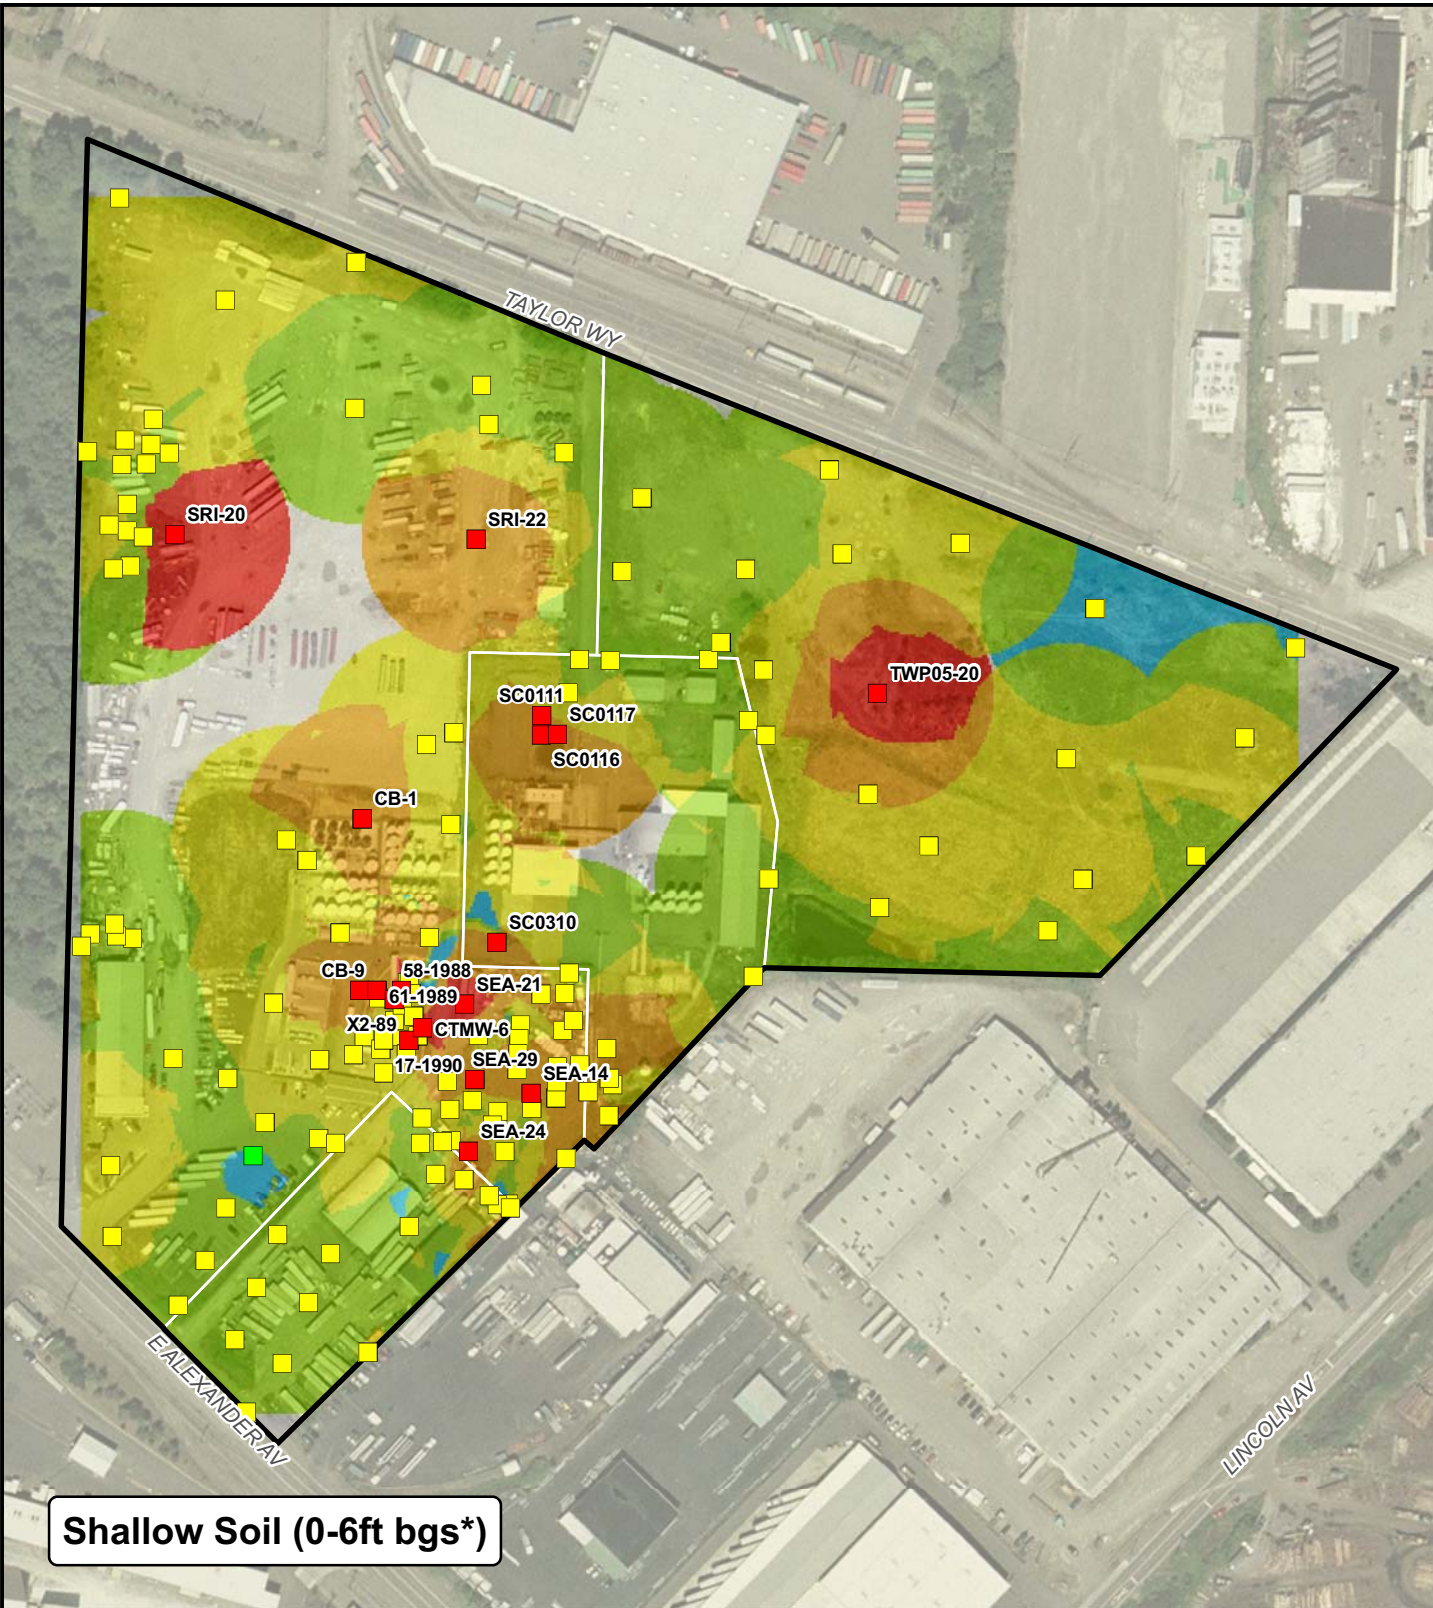 TAYLOR WY
SRI-20
SRI-22
TWP05-20
SC0111
SC0117
SC0116
CB-1
SC0310
CB-9
58-1988
SEA-21
61-1989
X2-89
CTMW-6
17-1990
SEA-29
SEA-14
SEA-24
E ALEXANDER AV
LINCOLN AV
Shallow Soil (0-6ft bgs*)